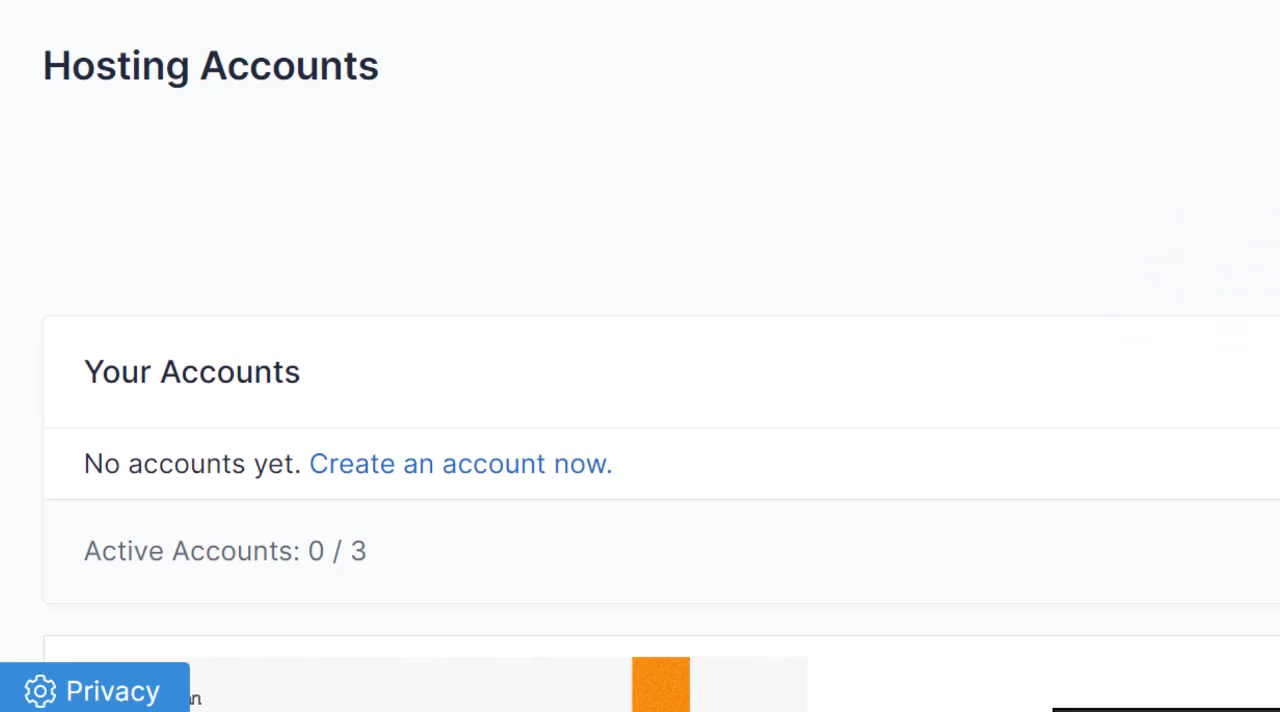 Hosting Accounts
Your Accounts
No accounts yet. Create an account now.
Active Accounts: 0 / 3
Privacy